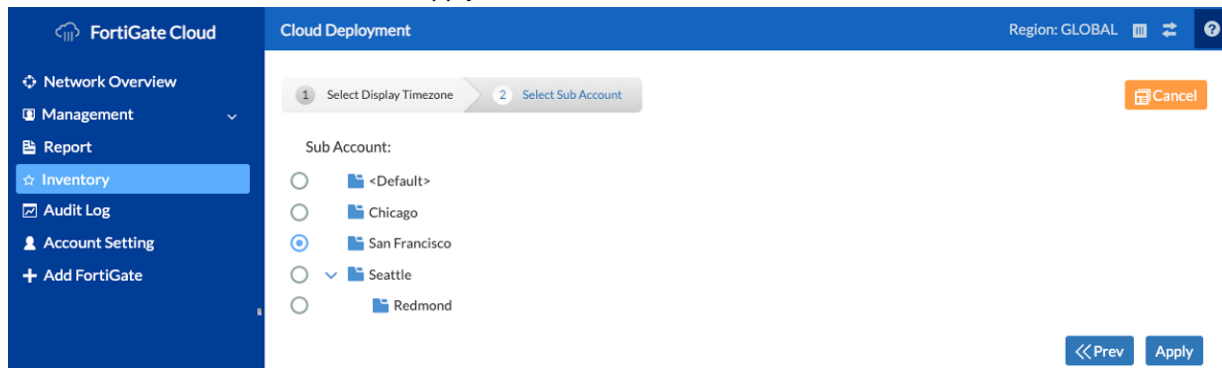 FortiGate Cloud
Cloud Deployment
Region: GLOBAL
Network Overview
Management
Report
Inventory
Audit Log
Account Setting
Add FortiGate
1 Select Display Timezone
2 Select Sub Account
Cancel
Sub Account:
<Default>
Chicago
San Francisco
Seattle
Redmond
Prev
Apply